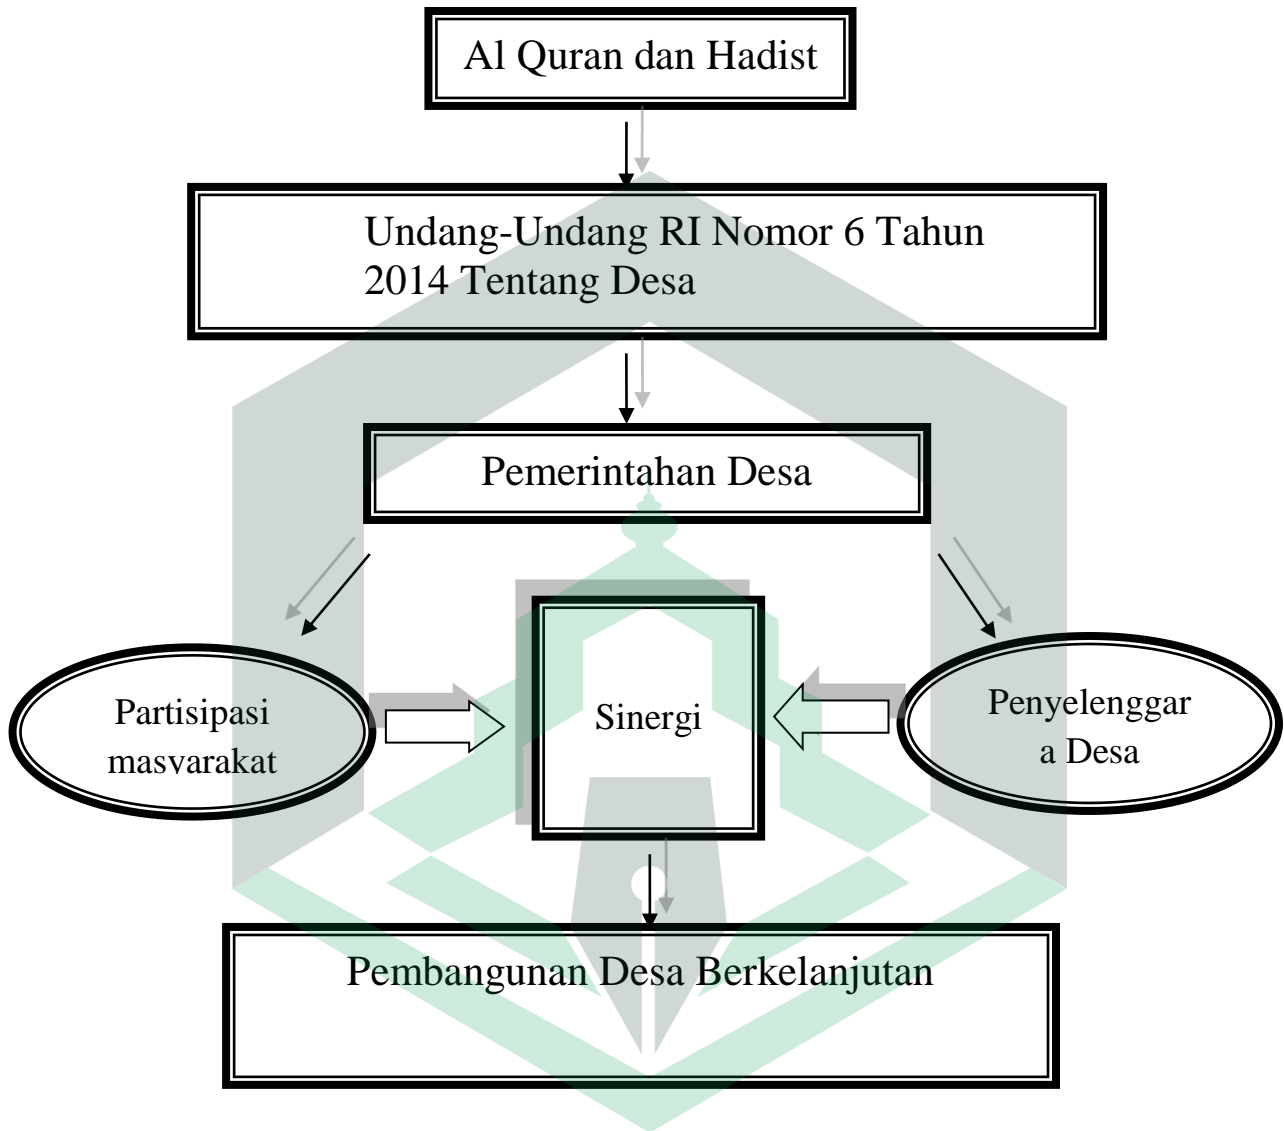 Al Quran dan Hadist
Undang-Undang RI Nomor 6 Tahun
2014 Tentang Desa
Pemerintahan Desa
Partisipasi
masyarakat
Sinergi
Penyelenggar
a Desa
Pembangunan Desa Berkelanjutan